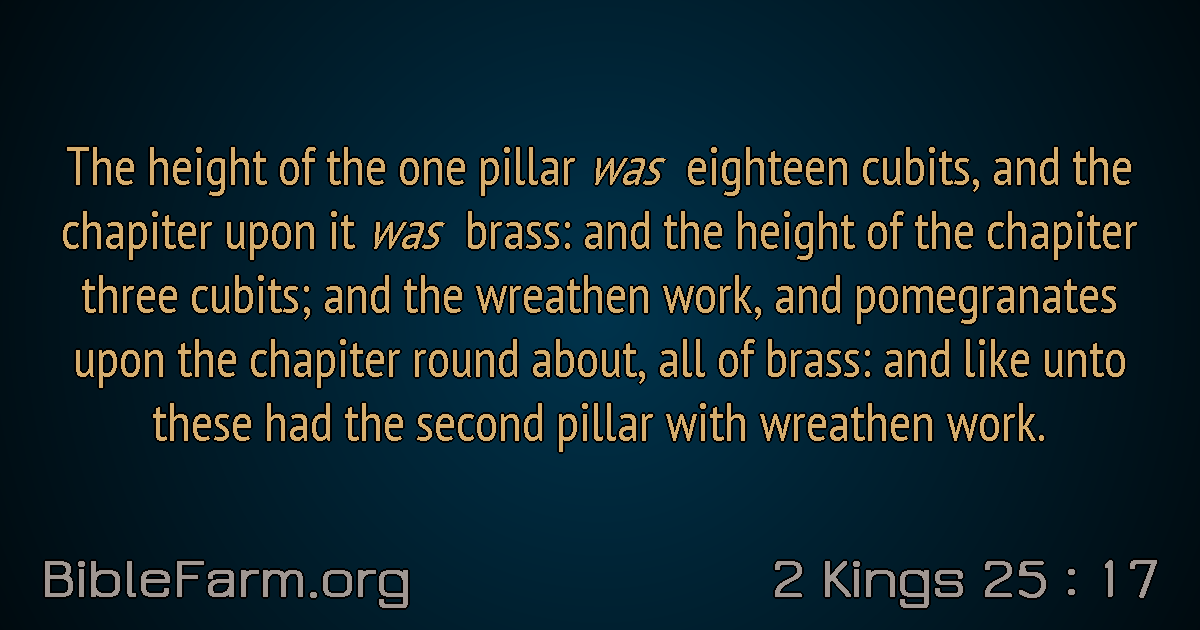 The height of the one pillar was eighteen cubits, and the
chapiter upon it was brass: and the height of the chapiter
three cubits; and the wreathen work, and pomegranates
upon the chapiter round about, all of brass: and like unto
these had the second pillar with wreathen work.
BibleFarm.org
2 Kings 25 : 17